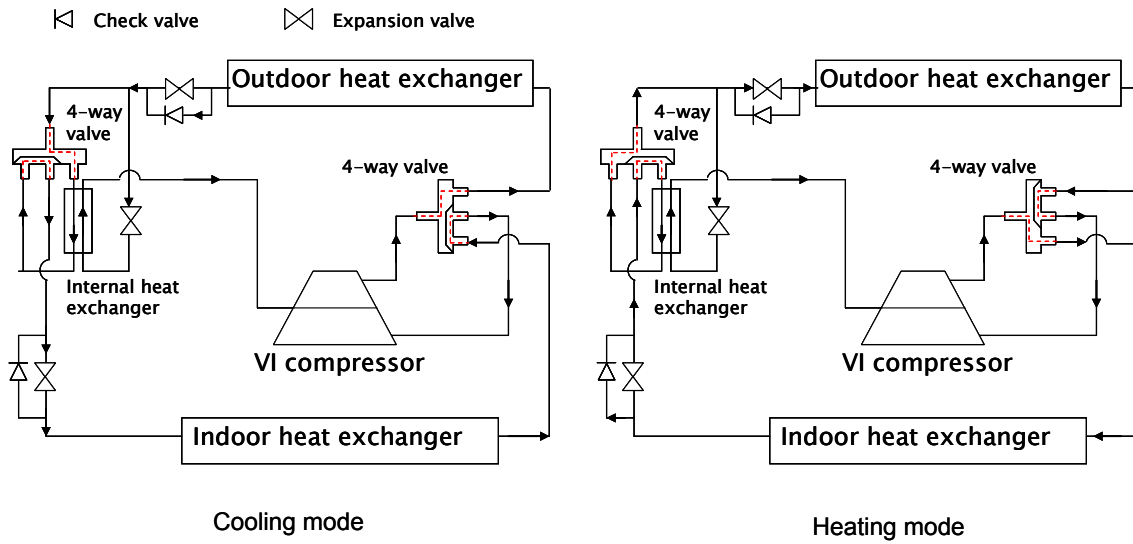 Check valve
Expansion valve
Outdoor heat exchanger
4-way
valve
4-way valve
Internal heat
exchanger
VI compressor
Indoor heat exchanger
Cooling mode
Outdoor heat exchanger
4-way
valve
4-way valve
Internal heat
exchanger
VI compressor
Indoor heat exchanger
Heating mode